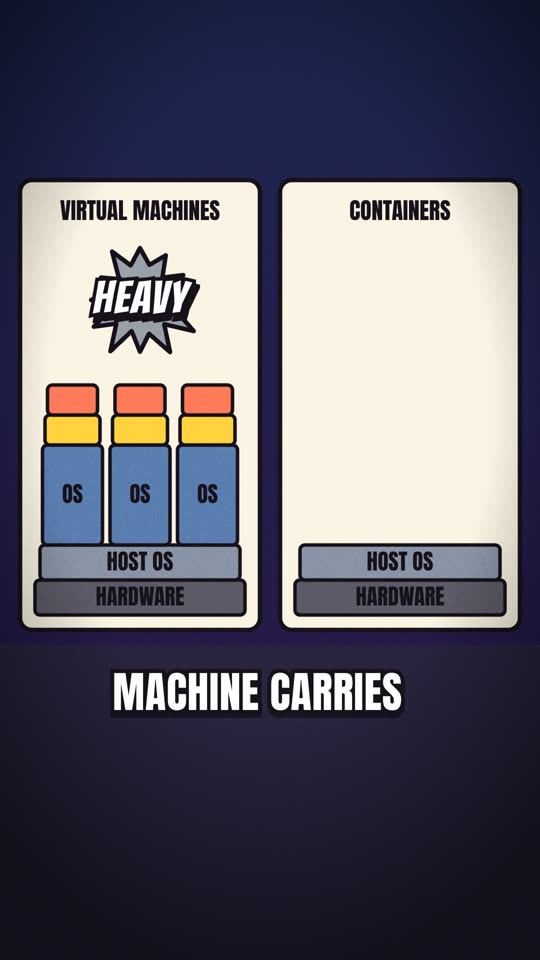 VIRTUAL MACHINES
HEAVY
OS OS OS
HOST OS
HARDWARE
CONTAINERS
HOST OS
HARDWARE
MACHINE CARRIES